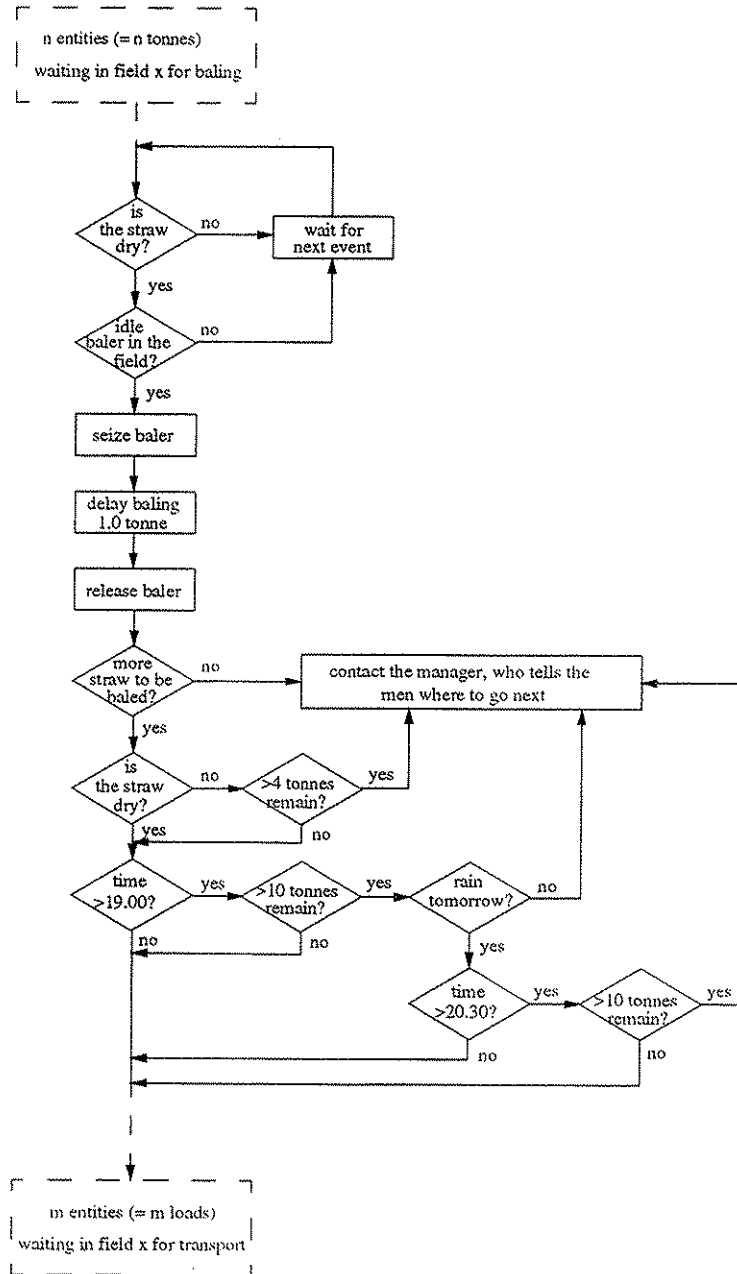 n entities (= n tonnes)
waiting in field x for baling
is
the straw
dry?
no
wait for
next event
yes
idle
baler in the
field?
no
yes
seize baler
delay baling
1.0 tonne
release baler
more
straw to be
baled?
no
contact the manager, who tells the
men where to go next
yes
is
the straw
dry?
no
>4 tonnes
remain?
yes
yes
no
time
>19.00?
yes
>10 tonnes
remain?
yes
rain
tomorrow?
no
no
no
yes
time
>20.30?
yes
>10 tonnes
remain?
yes
no
no
m entities (= m loads)
waiting in field x for transport